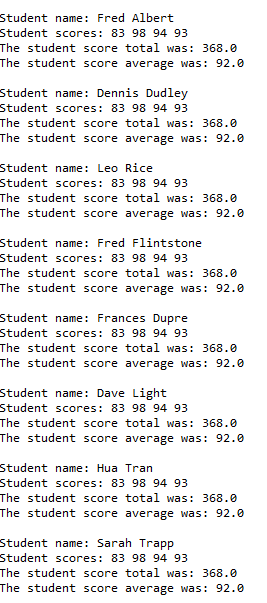 Student name: Fred Albert
Student scores: 83 98 94 93
The student score total was: 368.0
The student score average was: 92.0

Student name: Dennis Dudley
Student scores: 83 98 94 93
The student score total was: 368.0
The student score average was: 92.0

Student name: Leo Rice
Student scores: 83 98 94 93
The student score total was: 368.0
The student score average was: 92.0

Student name: Fred Flintstone
Student scores: 83 98 94 93
The student score total was: 368.0
The student score average was: 92.0

Student name: Frances Dupre
Student scores: 83 98 94 93
The student score total was: 368.0
The student score average was: 92.0

Student name: Dave Light
Student scores: 83 98 94 93
The student score total was: 368.0
The student score average was: 92.0

Student name: Hua Tran
Student scores: 83 98 94 93
The student score total was: 368.0
The student score average was: 92.0

Student name: Sarah Trapp
Student scores: 83 98 94 93
The student score total was: 368.0
The student score average was: 92.0